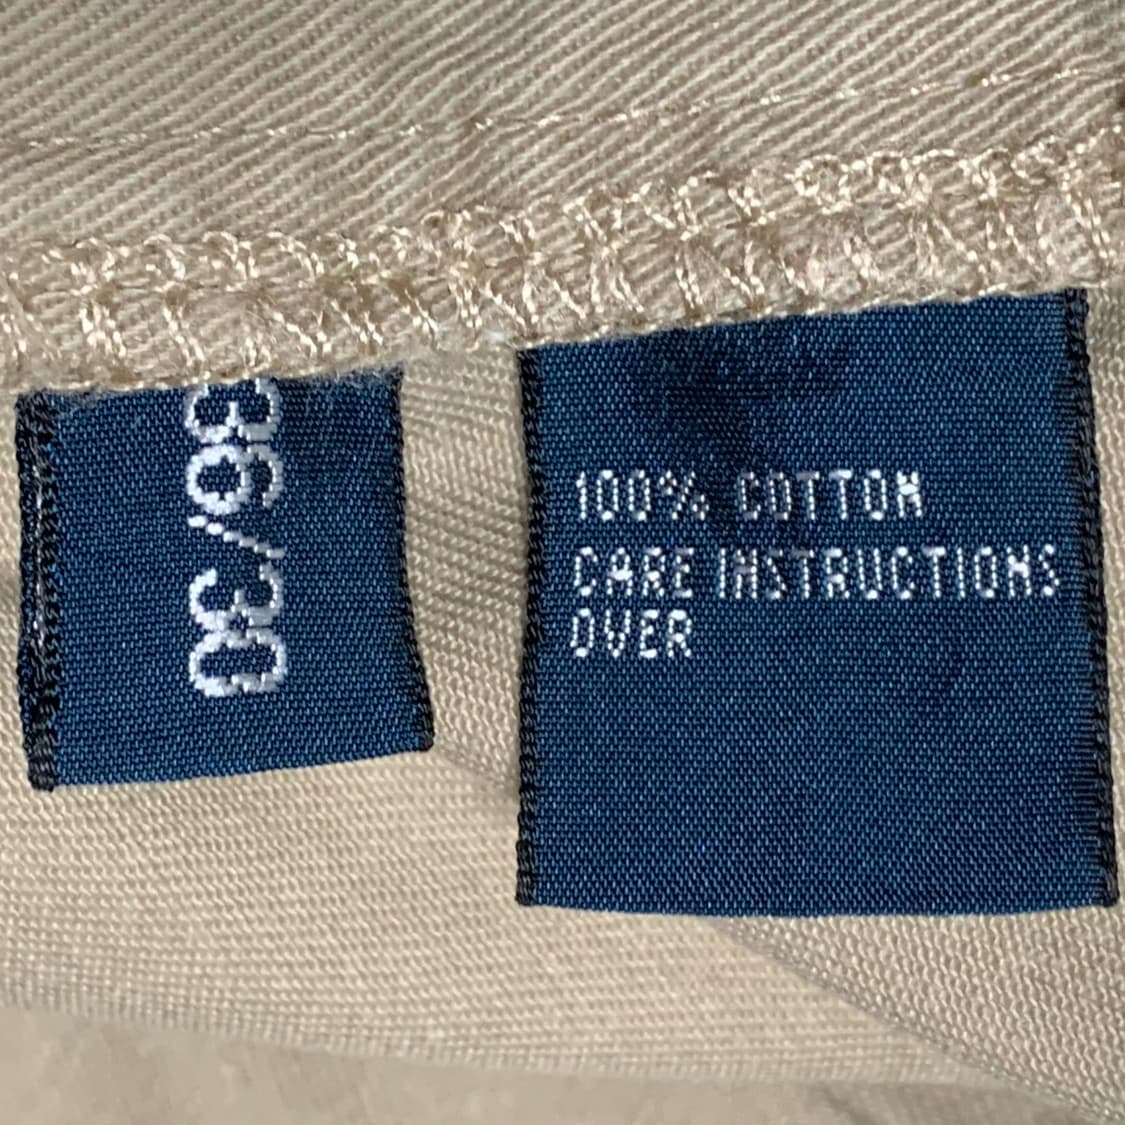 36/30
100% COTTON
CARE INSTRUCTIONS
OVER